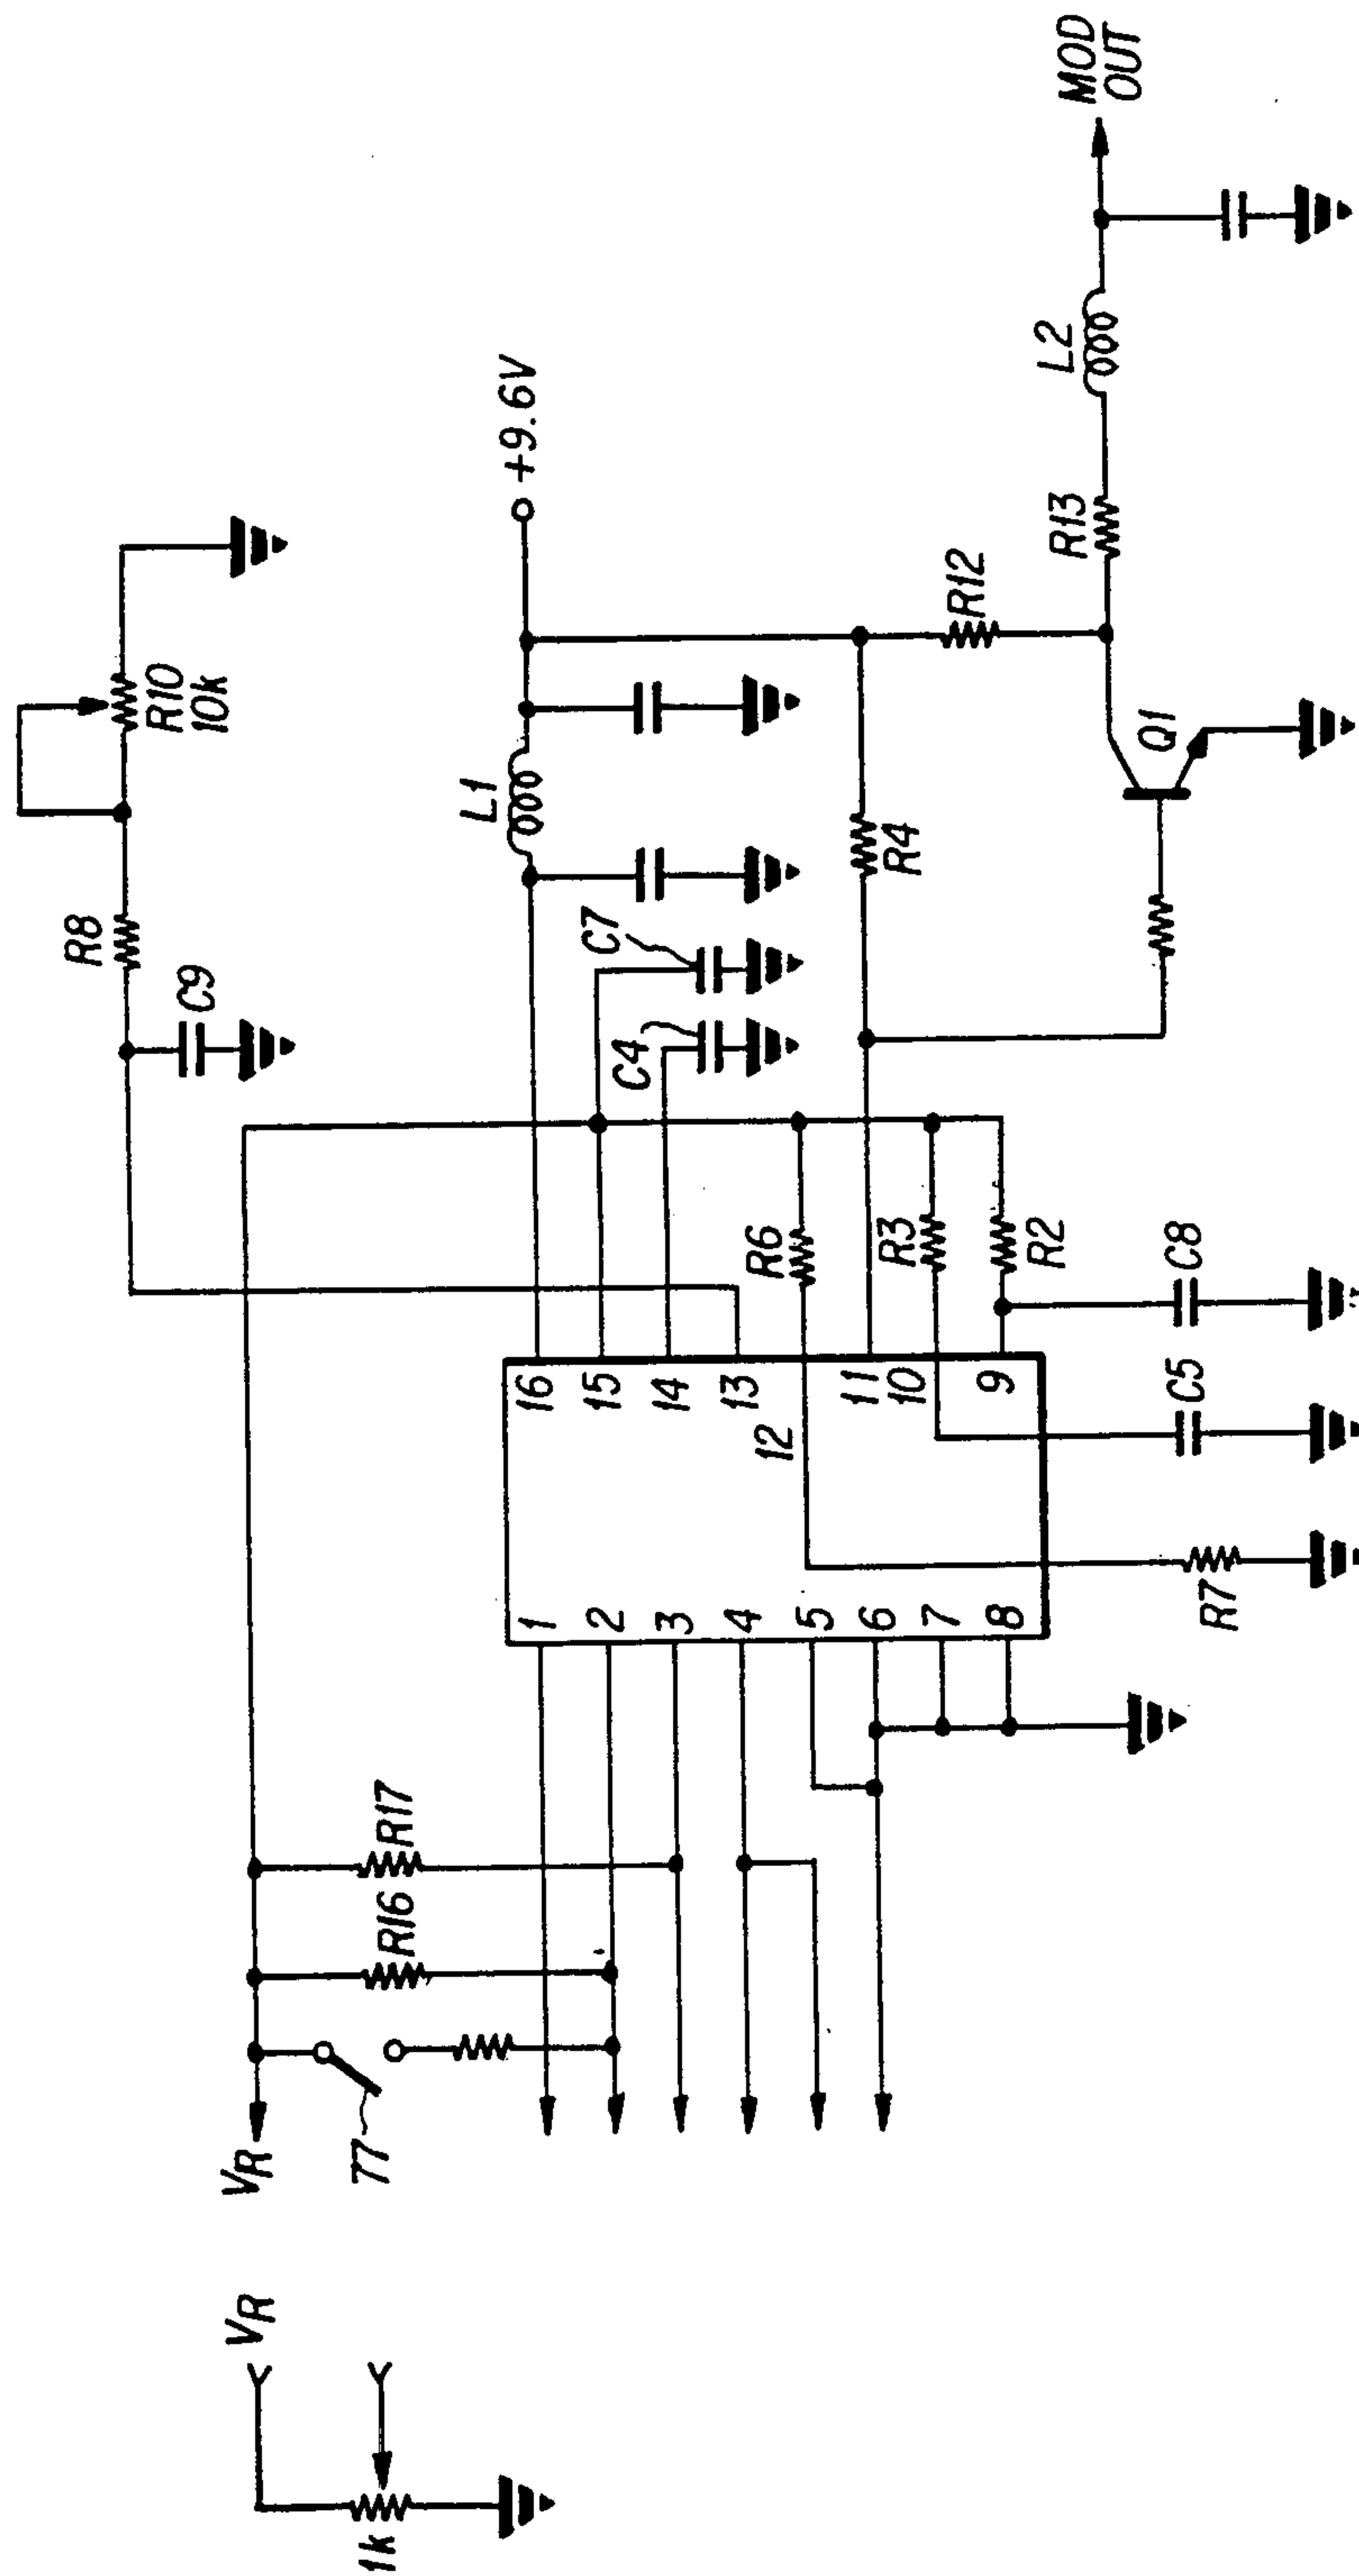 VR
1k
VR
77
R16
R17
R8
C9
R10
10k
L1
+9.6V
C7
C4
1
2
3
4
5
6
7
8
16
15
14
13
12
11
10
9
R6
R3
R2
R4
R12
R13
L2
MOD
OUT
Q1
R7
C5
C8